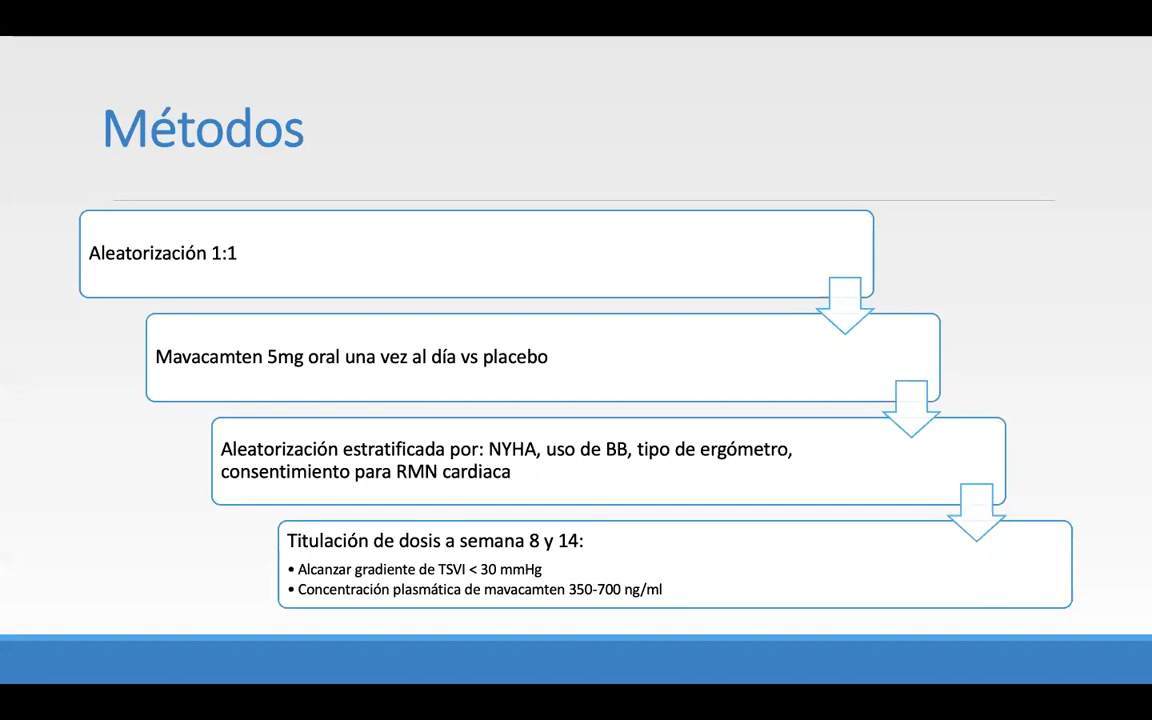 Métodos
Aleatorización 1:1
Mavacamten 5mg oral una vez al día vs placebo
Aleatorización estratificada por: NYHA, uso de BB, tipo de ergómetro,
consentimiento para RMN cardiaca
Titulación de dosis a semana 8 y 14:
• Alcanzar gradiente de TSVI < 30 mmHg
• Concentración plasmática de mavacamten 350-700 ng/ml